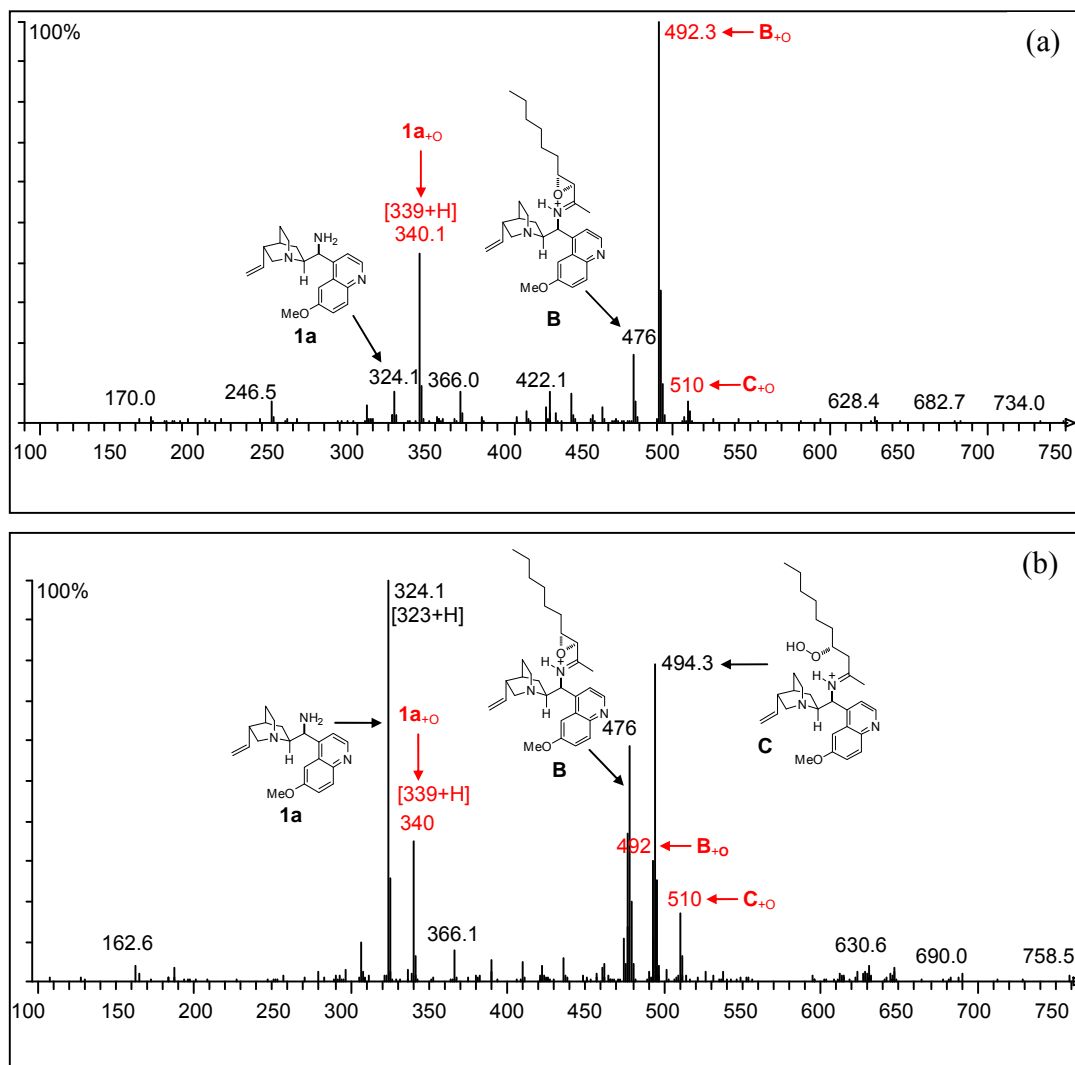 (a)
100%
492.3 ← B+O
1a+O
[339+H]
340.1
NH2
N
H
N
MeO
1a
O
H
N
+
N
H
N
MeO
B
476
324.1
366.0
422.1
510 ← C+O
170.0
246.5
628.4
682.7
734.0
100 150 200 250 300 350 400 450 500 550 600 650 700 750
(b)
100%
324.1
[323+H]
NH2
N
H
N
MeO
1a
1a+O
[339+H]
340
O
H
N
+
N
H
N
MeO
B
476
494.3
HO
O
H
N
+
N
H
N
MeO
C
492 ← B+O
510 ← C+O
162.6
366.1
630.6
690.0
758.5
100 150 200 250 300 350 400 450 500 550 600 650 700 750